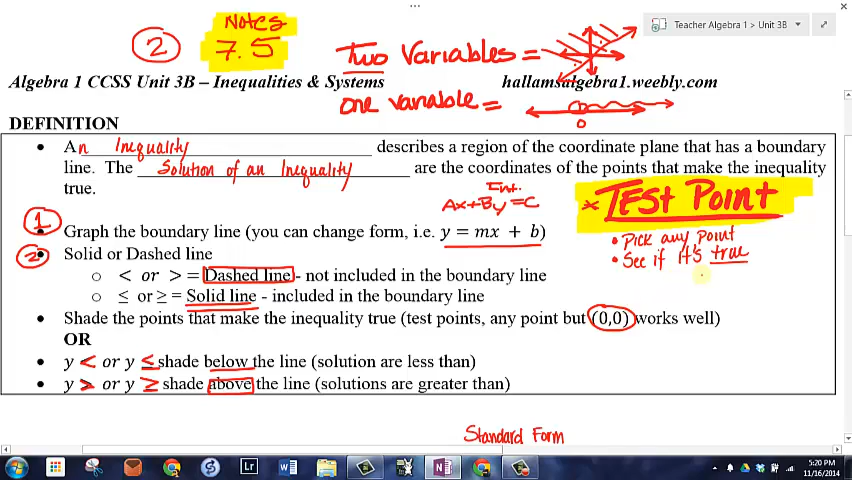 Notes
② 7.5
Teacher Algebra 1 > Unit 3B
Two Variables =
Algebra 1 CCSS Unit 3B – Inequalities & Systems hallamsalgebra1.weebly.com
one variable =
0
DEFINITION
• An Inequality describes a region of the coordinate plane that has a boundary
line. The Solution of an Inequality are the coordinates of the points that make the inequality
true.
Int.
Ax+By=C
* TEST Point
① • Graph the boundary line (you can change form, i.e. y = mx + b)
• Pick any point
② • Solid or Dashed line
• See if it's true
o < or > = Dashed line - not included in the boundary line
o ≤ or ≥ = Solid line - included in the boundary line
• Shade the points that make the inequality true (test points, any point but (0,0) works well)
OR
• y < or y ≤ shade below the line (solution are less than)
• y > or y ≥ shade above the line (solutions are greater than)
Standard Form
Lr
W
N
5:20 PM
11/16/2014